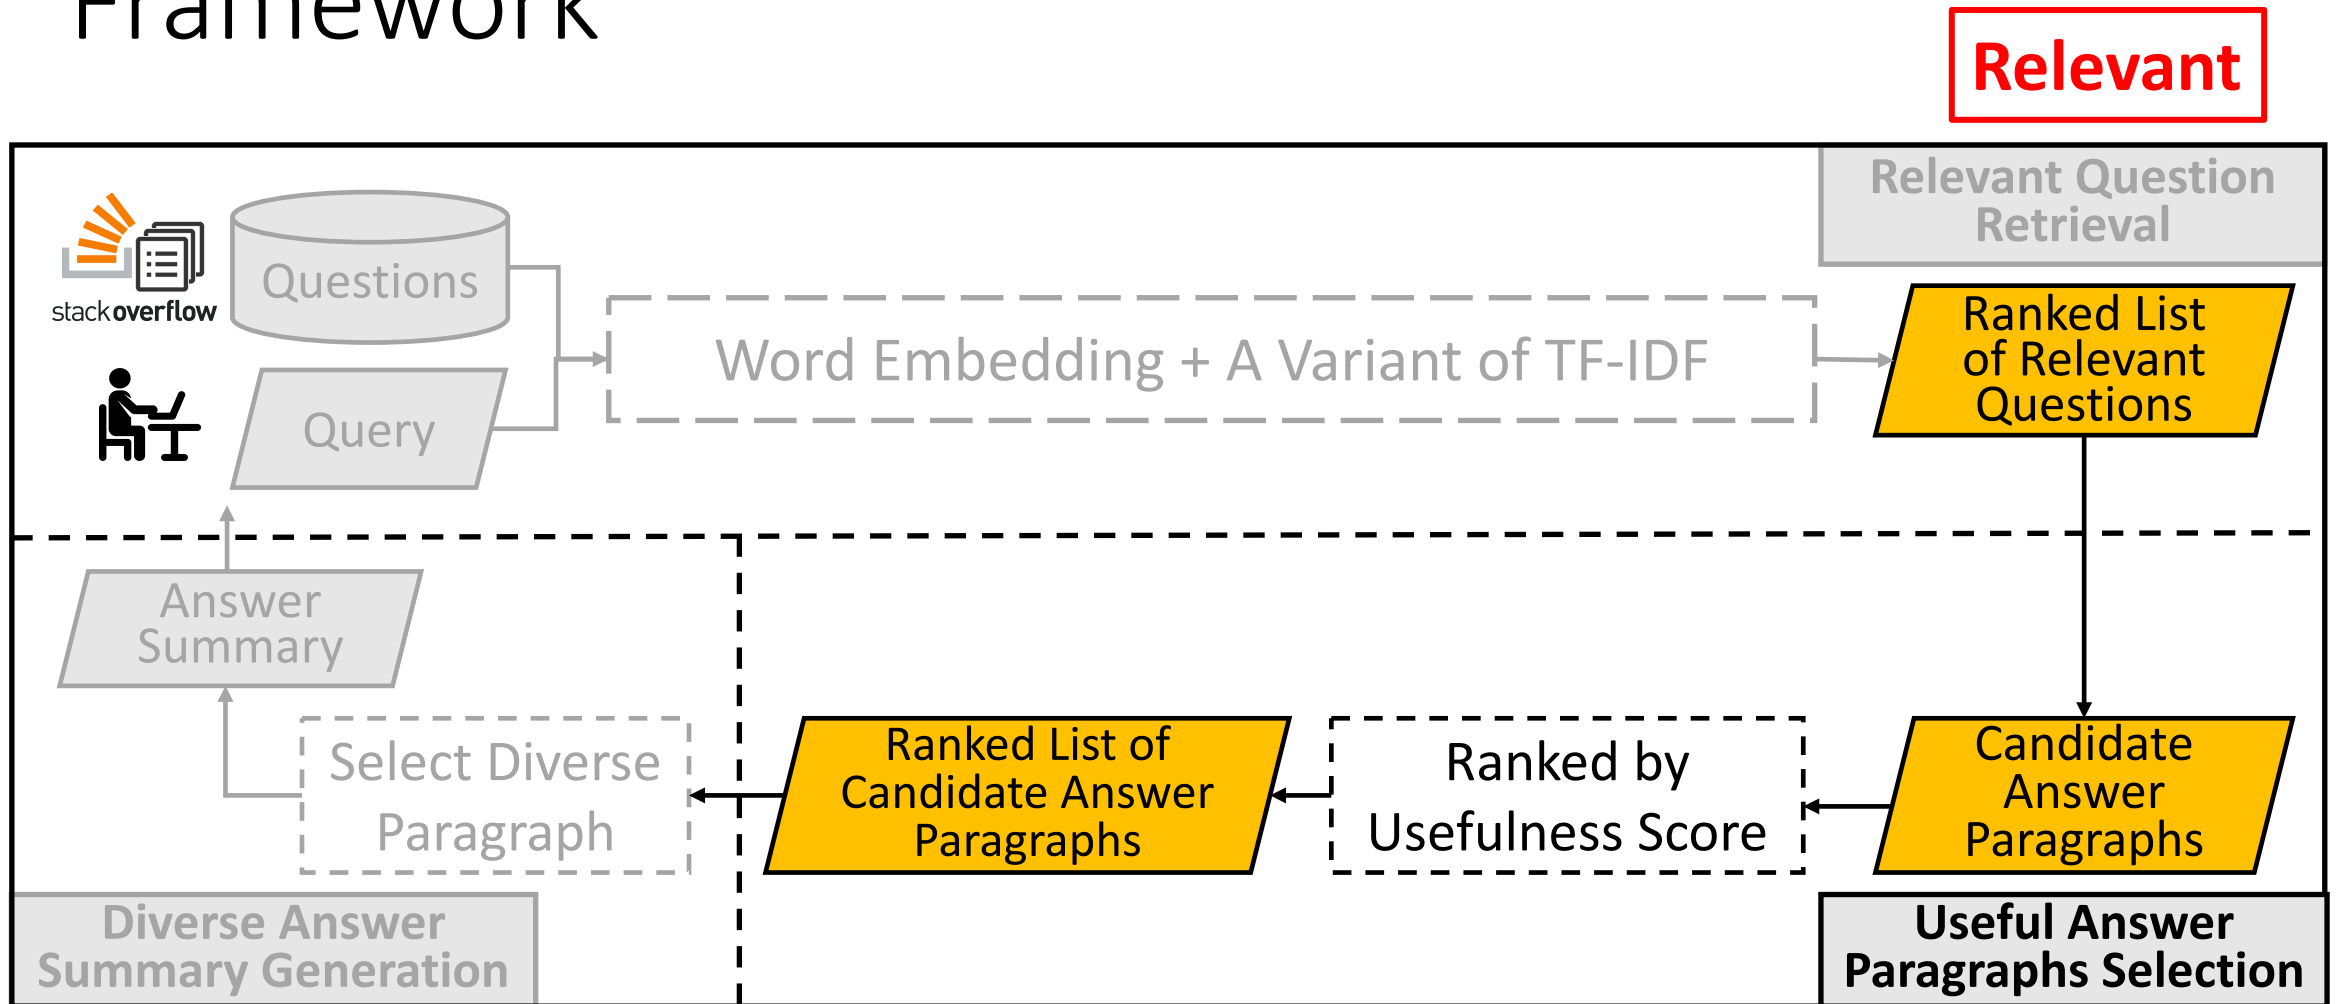 Framework
Relevant
Relevant Question
Retrieval
stackoverflow
Questions
Query
Word Embedding + A Variant of TF-IDF
Ranked List
of Relevant
Questions
Answer
Summary
Select Diverse
Paragraph
Ranked List of
Candidate Answer
Paragraphs
Ranked by
Usefulness Score
Candidate
Answer
Paragraphs
Diverse Answer
Summary Generation
Useful Answer
Paragraphs Selection